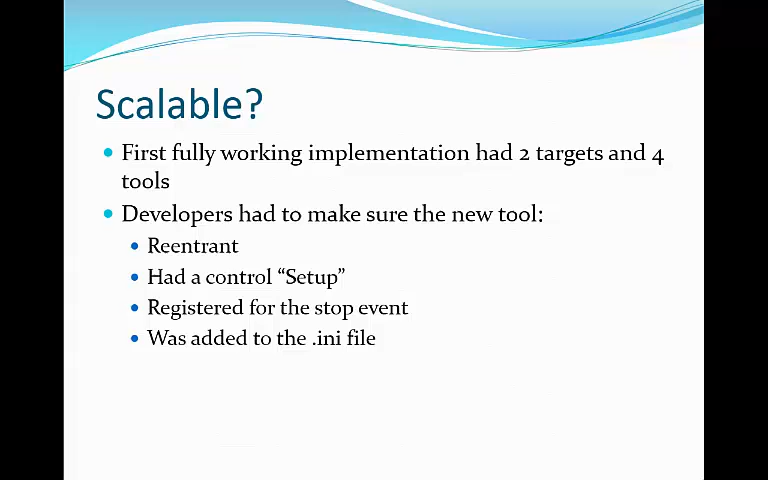 Scalable?
First fully working implementation had 2 targets and 4
tools
Developers had to make sure the new tool:
Reentrant
Had a control “Setup”
Registered for the stop event
Was added to the .ini file